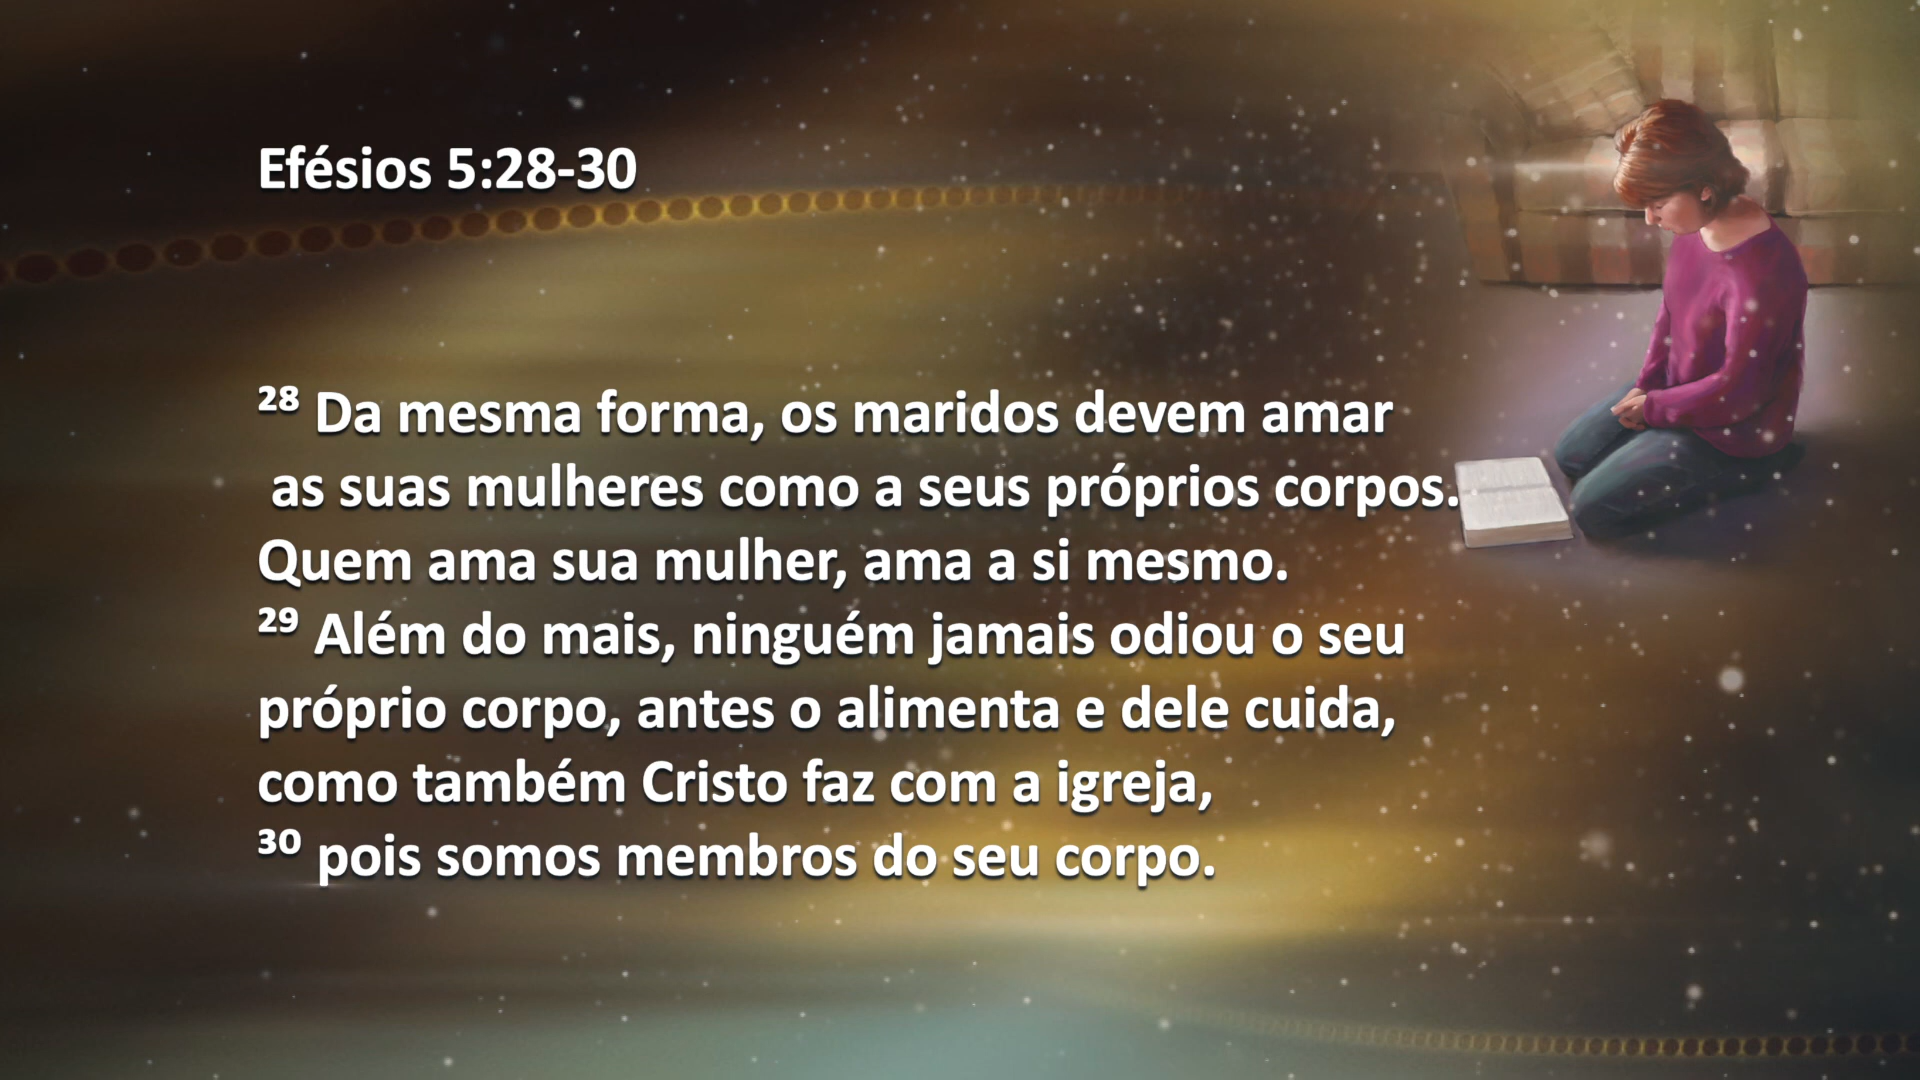 Efésios 5:28-30
²⁸ Da mesma forma, os maridos devem amar
as suas mulheres como a seus próprios corpos.
Quem ama sua mulher, ama a si mesmo.
²⁹ Além do mais, ninguém jamais odiou o seu
próprio corpo, antes o alimenta e dele cuida,
como também Cristo faz com a igreja,
³⁰ pois somos membros do seu corpo.